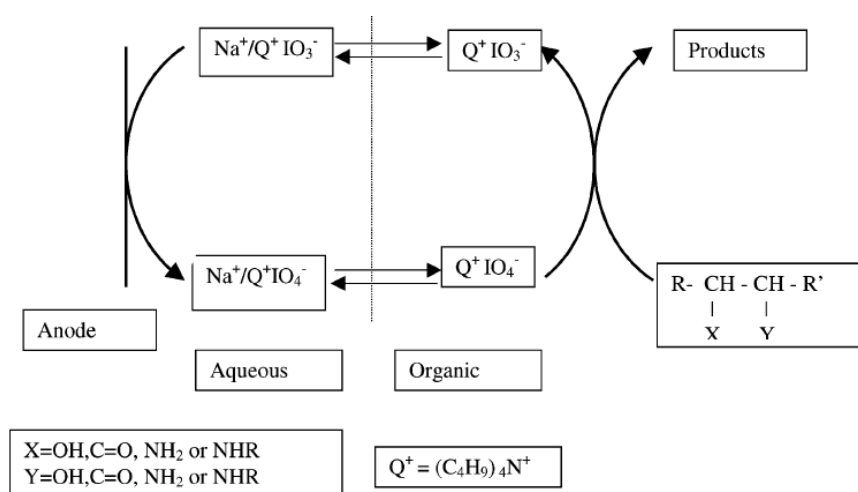 Na⁺/Q⁺ IO₃⁻
Q⁺ IO₃⁻
Products
Na⁺/Q⁺IO₄⁻
Q⁺ IO₄⁻
R- CH - CH - R’
| |
X Y
Anode
Aqueous
Organic
X=OH,C=O, NH₂ or NHR
Y=OH,C=O, NH₂ or NHR
Q⁺ = (C₄H₉)₄N⁺